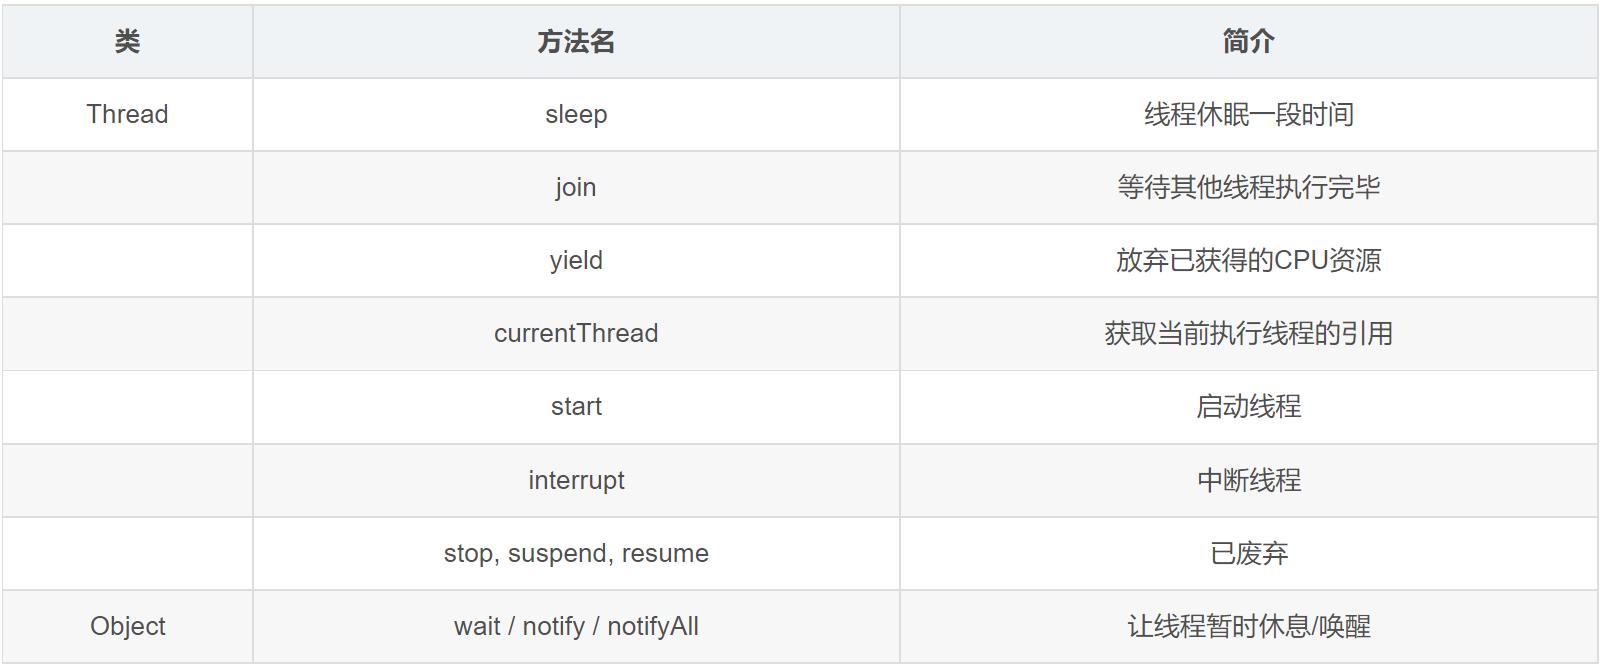 类 方法名 简介
Thread sleep 线程休眠一段时间
join 等待其他线程执行完毕
yield 放弃已获得的CPU资源
currentThread 获取当前执行线程的引用
start 启动线程
interrupt 中断线程
stop, suspend, resume 已废弃
Object wait / notify / notifyAll 让线程暂时休息/唤醒